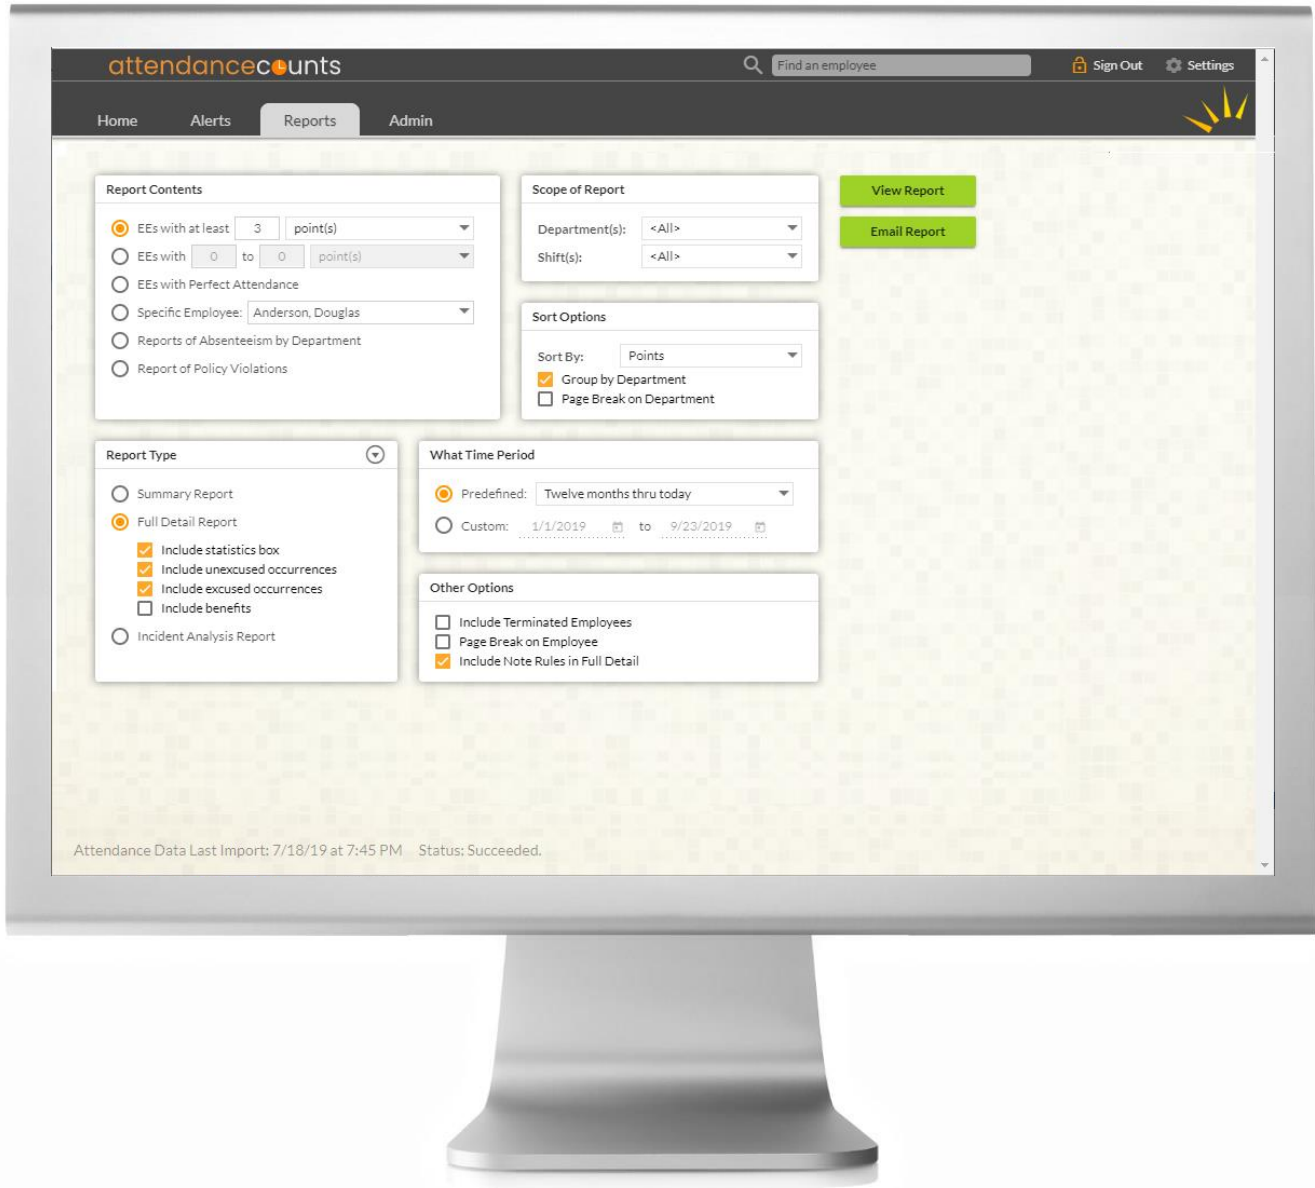 attendancecounts
Find an employee
Sign Out
Settings
Home
Alerts
Reports
Admin
Report Contents
EEs with at least 3 point(s)
EEs with 0 to 0 point(s)
EEs with Perfect Attendance
Specific Employee: Anderson, Douglas
Reports of Absenteeism by Department
Report of Policy Violations
Scope of Report
Department(s): <All>
Shift(s): <All>
Sort Options
Sort By: Points
Group by Department
Page Break on Department
View Report
Email Report
Report Type
Summary Report
Full Detail Report
Include statistics box
Include unexcused occurrences
Include excused occurrences
Include benefits
Incident Analysis Report
What Time Period
Predefined: Twelve months thru today
Custom: 1/1/2019 to 9/23/2019
Other Options
Include Terminated Employees
Page Break on Employee
Include Note Rules in Full Detail
Attendance Data Last Import: 7/18/19 at 7:45 PM Status: Succeeded.